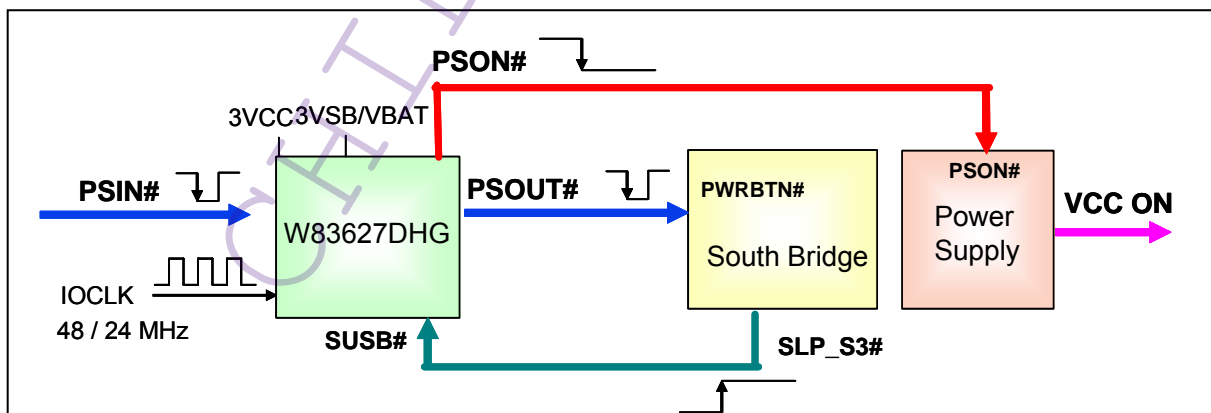 PSON#
3VCC 3VSB/VBAT
PSIN#
PSOUT#
W83627DHG
PWRBTN#
South Bridge
PSON#
Power
Supply
VCC ON
IOCLK
48 / 24 MHz
SUSB#
SLP_S3#
CHI